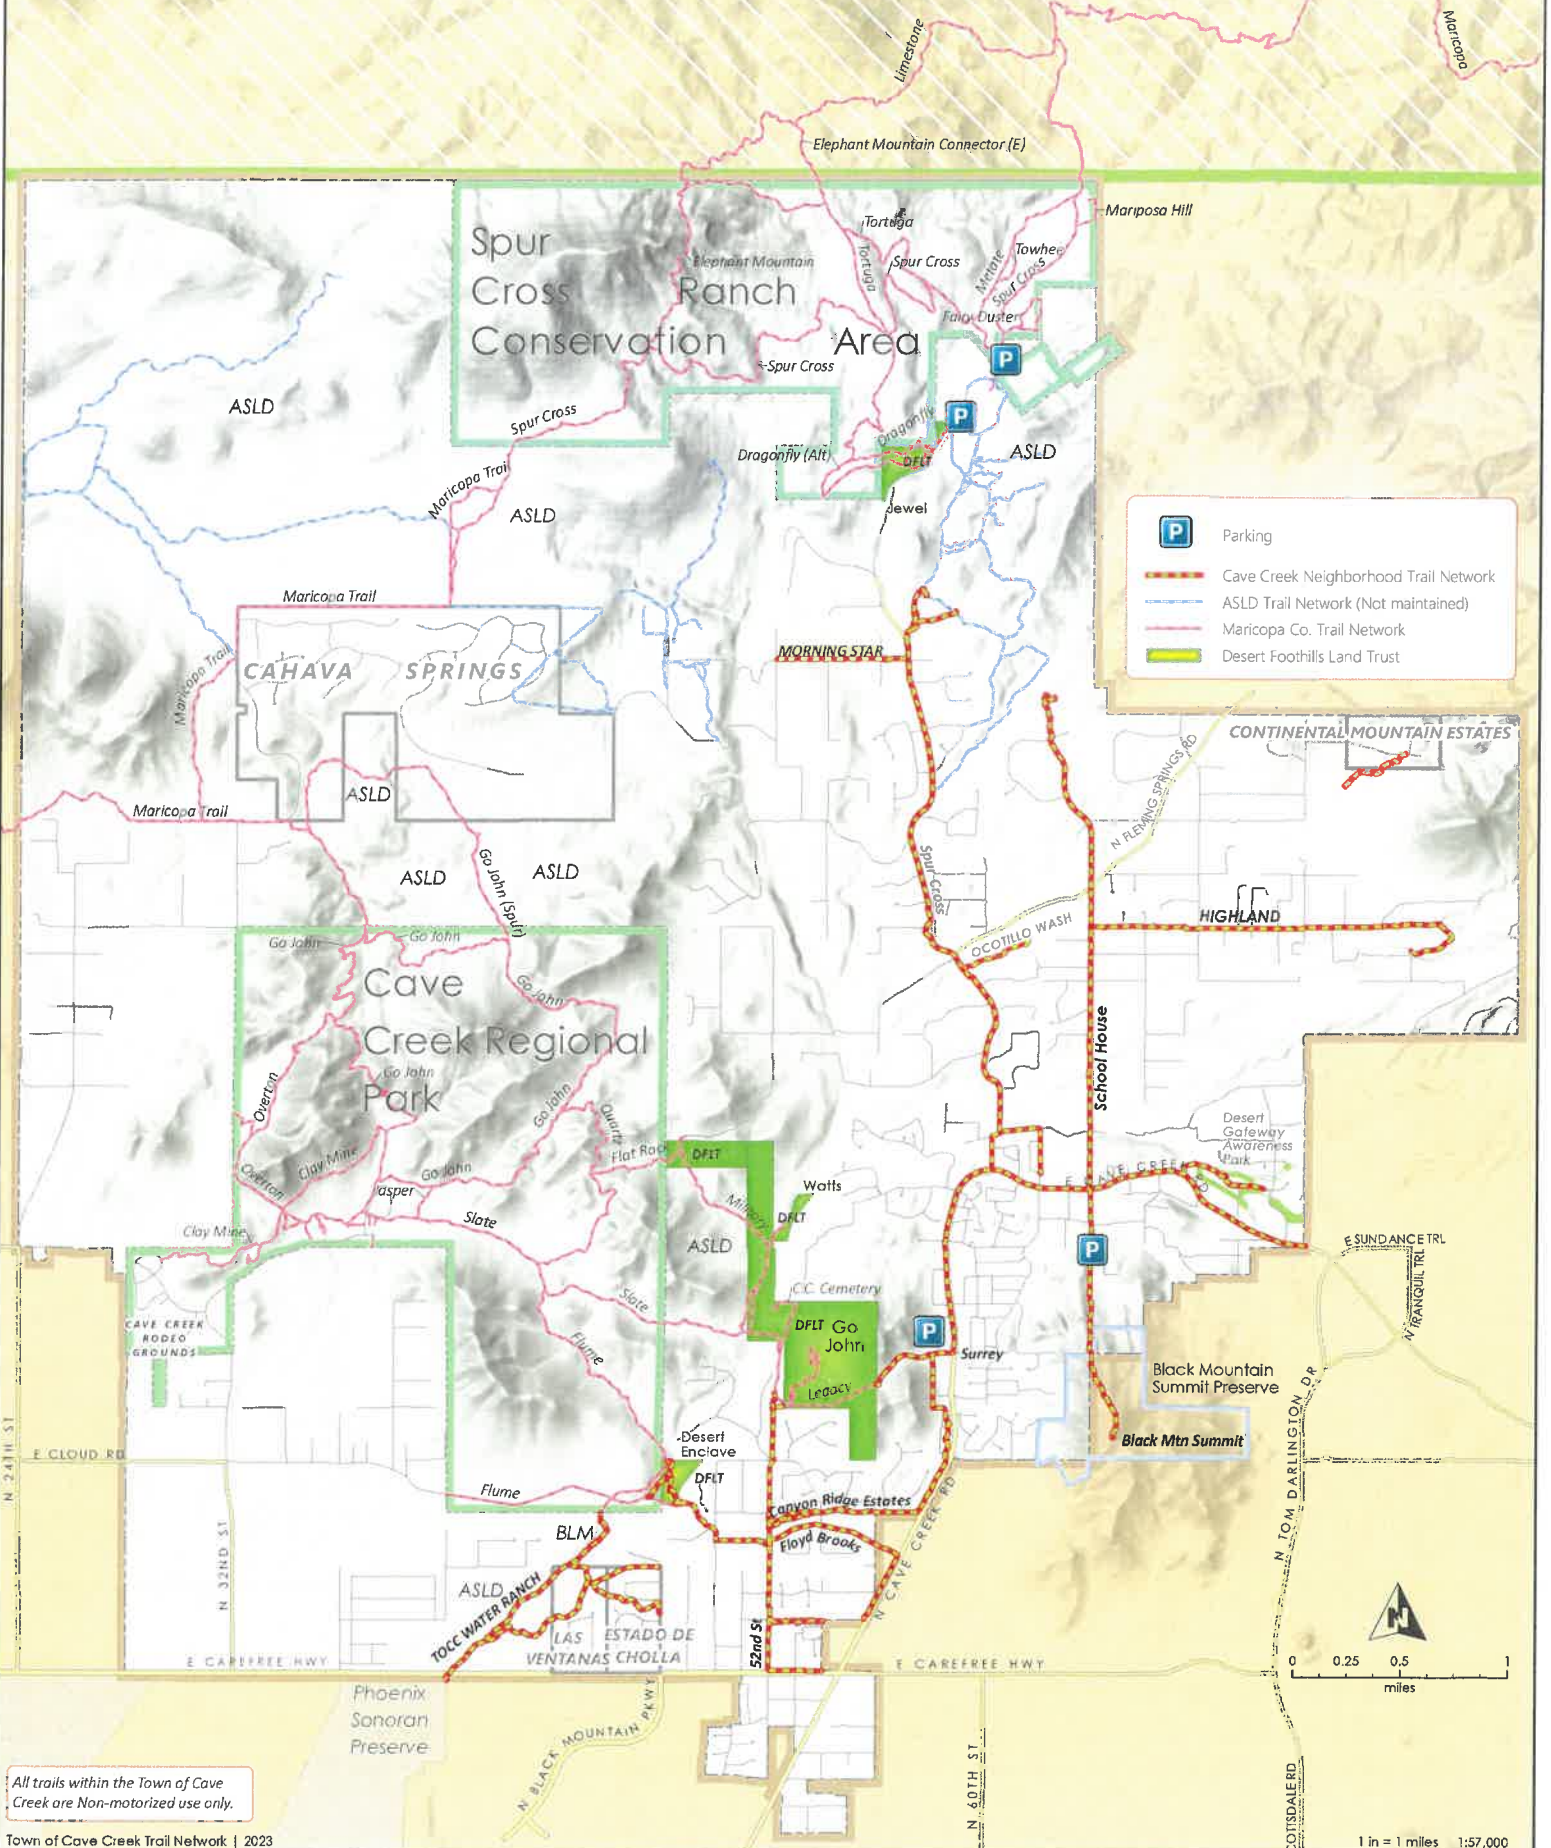 Limestone
Maricopa
Elephant Mountain Connector (E)
Mariposa Hill
Spur
Cross Ranch
Conservation Area
Tortuga
Tortuga
Elephant Mountain
Spur Cross
Metate
Towhee
Spur Cross
Fairy Duster
P
Spur Cross
ASLD
Spur Cross
Dragonfly
P
Dragonfly (Alt)
DFLT
ASLD
Maricopa Trail
ASLD
Jewel
P
Parking
Cave Creek Neighborhood Trail Network
ASLD Trail Network (Not maintained)
Maricopa Co. Trail Network
Desert Foothills Land Trust
Maricopa Trail
MORNING STAR
Maricopa Trail
CAHAVA SPRINGS
CONTINENTAL MOUNTAIN ESTATES
N FLEMING SPRINGS RD
ASLD
Maricopa Trail
ASLD
ASLD
Go John (Spur)
Spur Cross
HIGHLAND
OCOTILLO WASH
Go John
Go John
Cave
Creek Regional
Park
Go John
Go John
Overton
Go John
Quartz
School House
Desert
Gateway
Awareness
Park
Flat Rock
DFLT
Clay Mine
Overton
Go John
Jasper
E CAVE CREEK RD
Watts
Military
DFLT
Slate
Clay Mine
ASLD
P
E SUNDANCE TRL
N TRANQUIL TRL
C.C. Cemetery
Slate
CAVE CREEK
RODEO
GROUNDS
DFLT Go
John
P
Surrey
Flume
Legacy
Black Mountain
Summit Preserve
N TOM DARLINGTON DR
Black Mtn Summit
Desert
Enclave
DFLT
N 24TH ST
E CLOUD RD
Flume
Canyon Ridge Estates
Floyd Brooks
N CAVE CREEK RD
BLM
N 32ND ST
ASLD
TOCC WATER RANCH
LAS
VENTANAS
ESTADO DE
CHOLLA
52nd St
N
0 0.25 0.5 1
miles
E CAREFREE HWY
E CAREFREE HWY
Phoenix
Sonoran
Preserve
N BLACK MOUNTAIN PKWY
N 60TH ST
SCOTTSDALE RD
All trails within the Town of Cave
Creek are Non-motorized use only.
Town of Cave Creek Trail Network | 2023
1 in = 1 miles 1:57,000